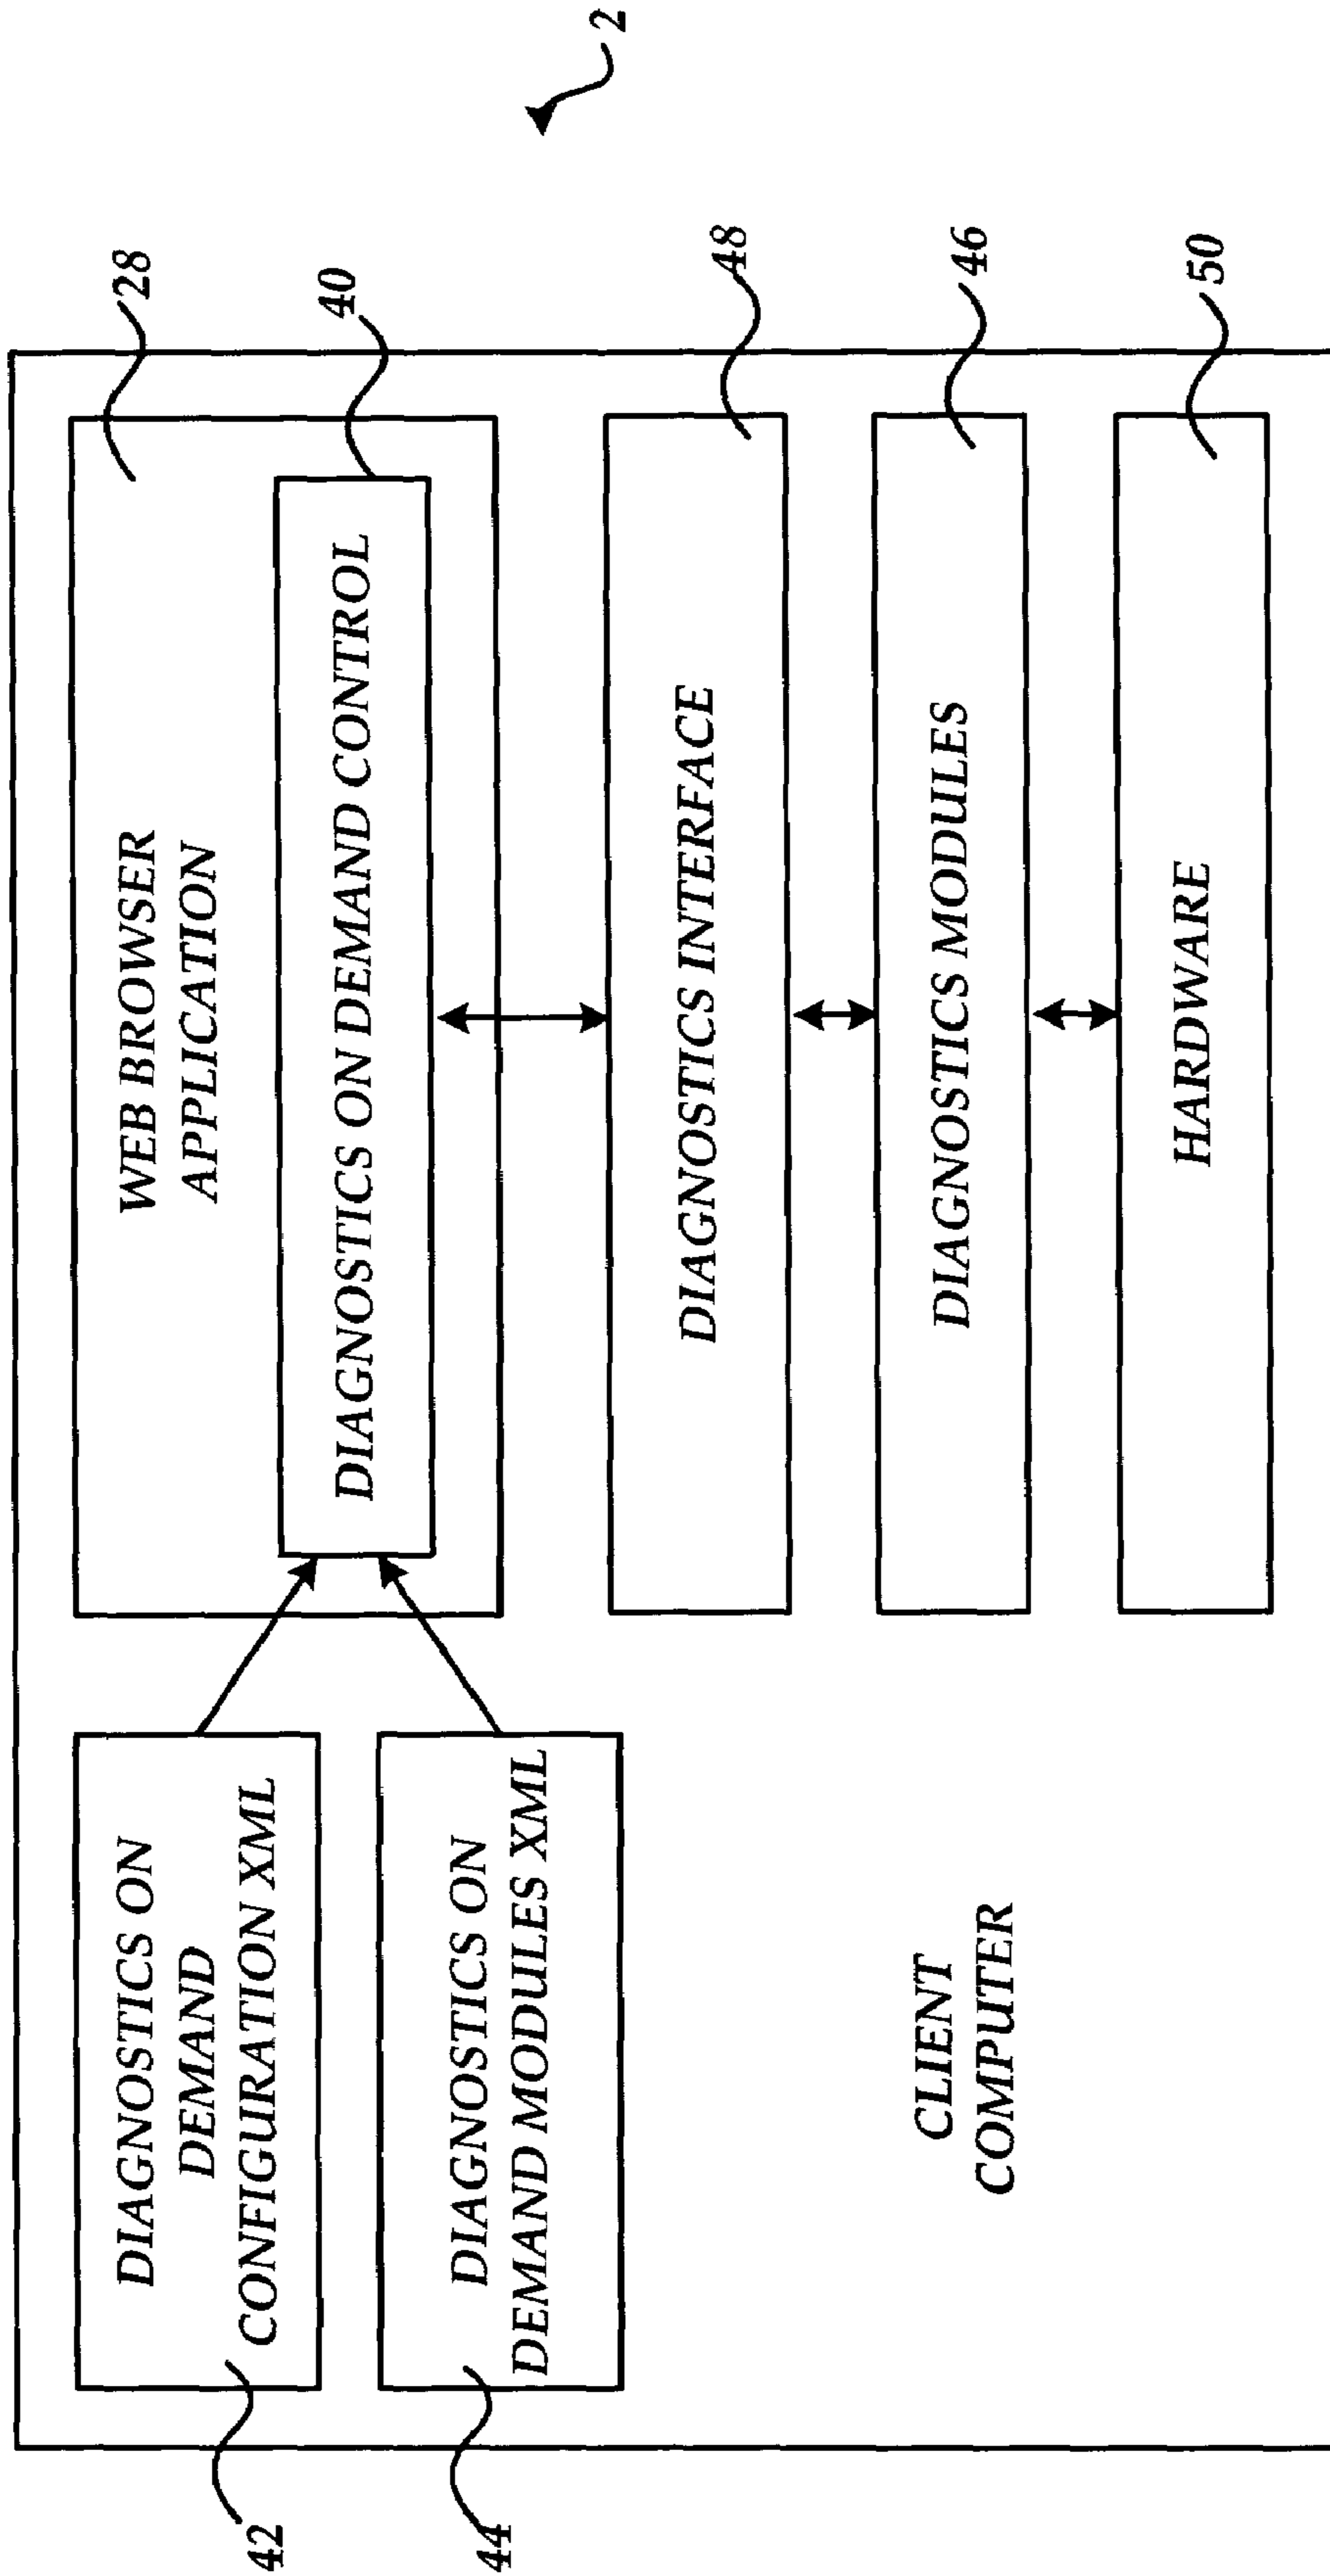 2
28
WEB BROWSER
APPLICATION
40
DIAGNOSTICS ON DEMAND CONTROL
42
DIAGNOSTICS ON
DEMAND
CONFIGURATION XML
44
DIAGNOSTICS ON
DEMAND MODULES XML
48
DIAGNOSTICS INTERFACE
46
DIAGNOSTICS MODULES
50
HARDWARE
CLIENT
COMPUTER